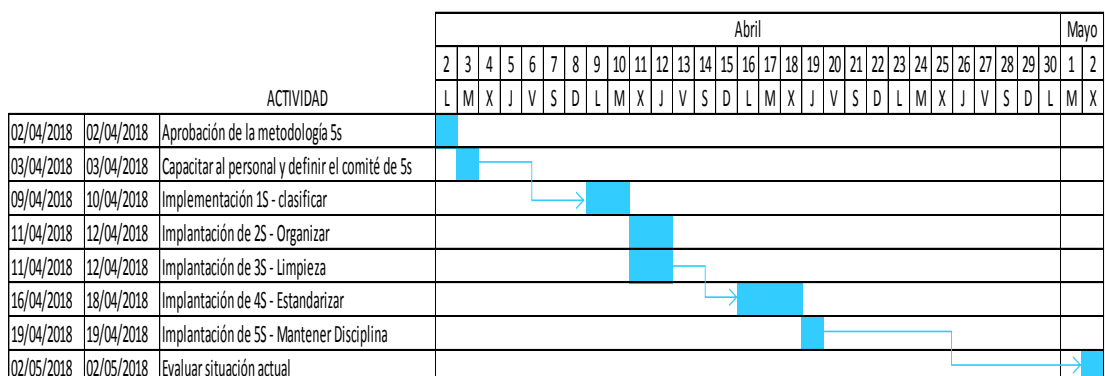 Abril Mayo
2 3 4 5 6 7 8 9 10 11 12 13 14 15 16 17 18 19 20 21 22 23 24 25 26 27 28 29 30 1 2
ACTIVIDAD L M X J V S D L M X J V S D L M X J V S D L M X J V S D L M X
02/04/2018 02/04/2018 Aprobación de la metodología 5s
03/04/2018 03/04/2018 Capacitar al personal y definir el comité de 5s
09/04/2018 10/04/2018 Implementación 1S - clasificar
11/04/2018 12/04/2018 Implantación de 2S - Organizar
11/04/2018 12/04/2018 Implantación de 3S - Limpieza
16/04/2018 18/04/2018 Implantación de 4S - Estandarizar
19/04/2018 19/04/2018 Implantación de 5S - Mantener Disciplina
02/05/2018 02/05/2018 Evaluar situación actual